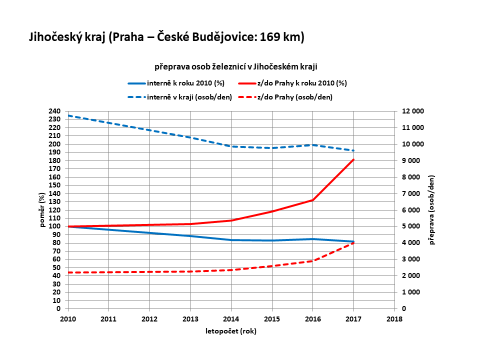 Jihočeský kraj (Praha – České Budějovice: 169 km)
přeprava osob železnicí v Jihočeském kraji
interně k roku 2010 (%) z/do Prahy k roku 2010 (%)
interně v kraji (osob/den) z/do Prahy (osob/den)
240 12 000
230
220 11 000
210
200 10 000
190
180 9 000
170
160 8 000
150
140 7 000
130
120 6 000
110
100 5 000
90
80 4 000
70
60 3 000
50
40 2 000
30
20 1 000
10
0 0
poměr (%)
přeprava (osob/den)
2010 2011 2012 2013 2014 2015 2016 2017 2018
letopočet (rok)